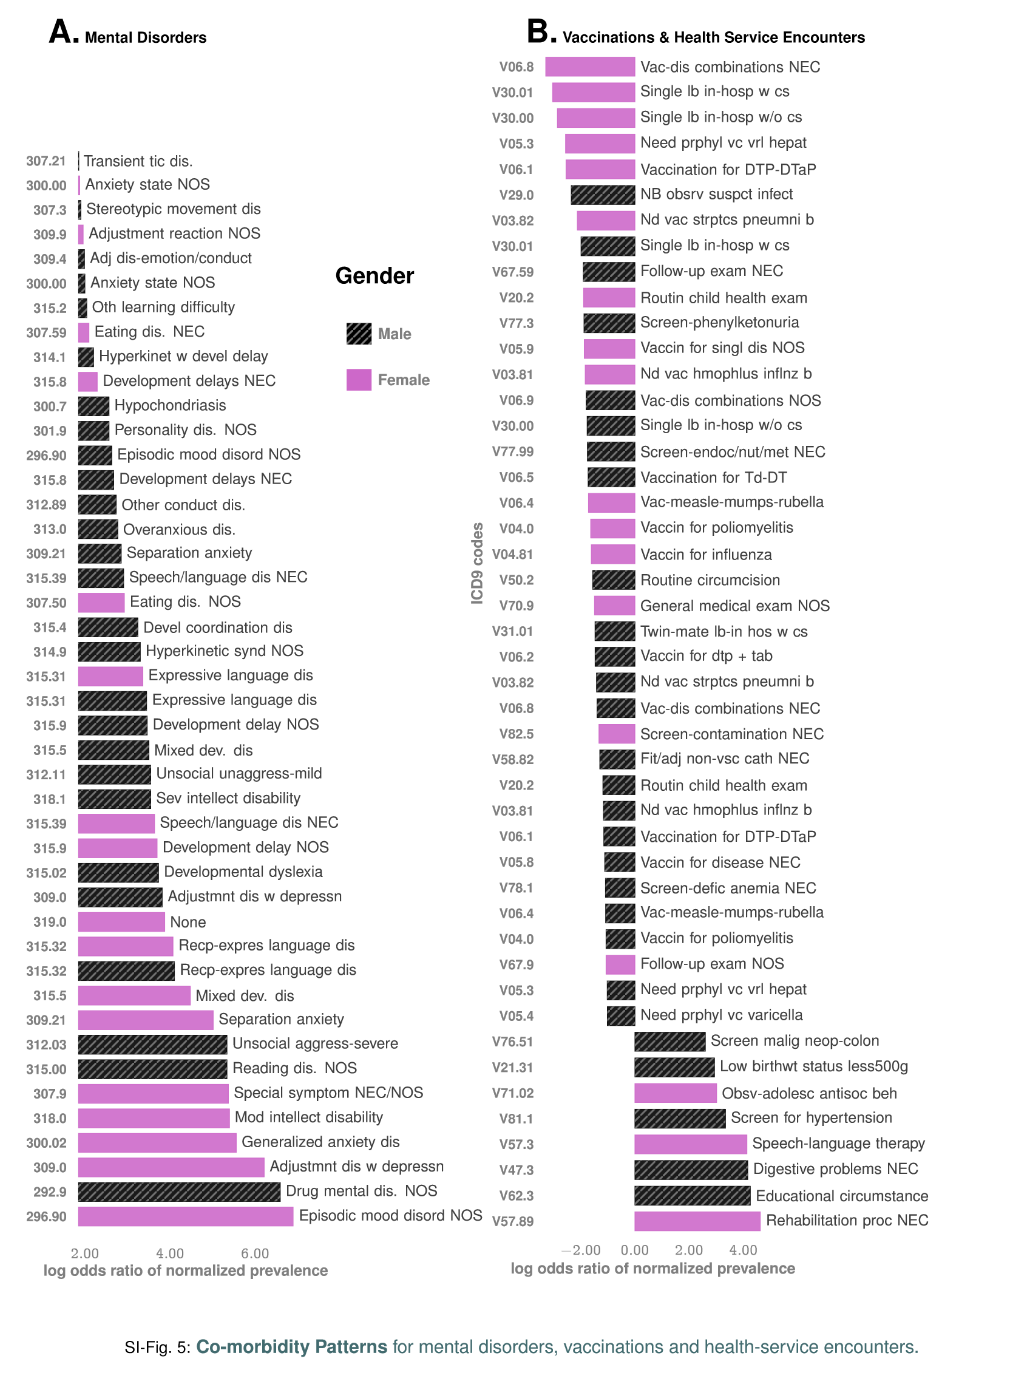 A. Mental Disorders
307.21 Transient tic dis.
300.00 Anxiety state NOS
307.3 Stereotypic movement dis
309.9 Adjustment reaction NOS
309.4 Adj dis-emotion/conduct
300.00 Anxiety state NOS
315.2 Oth learning difficulty
307.59 Eating dis. NEC
314.1 Hyperkinet w devel delay
315.8 Development delays NEC
300.7 Hypochondriasis
301.9 Personality dis. NOS
296.90 Episodic mood disord NOS
315.8 Development delays NEC
312.89 Other conduct dis.
313.0 Overanxious dis.
309.21 Separation anxiety
315.39 Speech/language dis NEC
307.50 Eating dis. NOS
315.4 Devel coordination dis
314.9 Hyperkinetic synd NOS
315.31 Expressive language dis
315.31 Expressive language dis
315.9 Development delay NOS
315.5 Mixed dev. dis
312.11 Unsocial unaggress-mild
318.1 Sev intellect disability
315.39 Speech/language dis NEC
315.9 Development delay NOS
315.02 Developmental dyslexia
309.0 Adjustmnt dis w depressn
319.0 None
315.32 Recp-expres language dis
315.32 Recp-expres language dis
315.5 Mixed dev. dis
309.21 Separation anxiety
312.03 Unsocial aggress-severe
315.00 Reading dis. NOS
307.9 Special symptom NEC/NOS
318.0 Mod intellect disability
300.02 Generalized anxiety dis
309.0 Adjustmnt dis w depressn
292.9 Drug mental dis. NOS
296.90 Episodic mood disord NOS
2.00 4.00 6.00
log odds ratio of normalized prevalence
Gender
Male
Female
B. Vaccinations & Health Service Encounters
ICD9 codes
V06.8 Vac-dis combinations NEC
V30.01 Single lb in-hosp w cs
V30.00 Single lb in-hosp w/o cs
V05.3 Need prphyl vc vrl hepat
V06.1 Vaccination for DTP-DTaP
V29.0 NB obsrv suspct infect
V03.82 Nd vac strptcs pneumni b
V30.01 Single lb in-hosp w cs
V67.59 Follow-up exam NEC
V20.2 Routin child health exam
V77.3 Screen-phenylketonuria
V05.9 Vaccin for singl dis NOS
V03.81 Nd vac hmophlus inflnz b
V06.9 Vac-dis combinations NOS
V30.00 Single lb in-hosp w/o cs
V77.99 Screen-endoc/nut/met NEC
V06.5 Vaccination for Td-DT
V06.4 Vac-measle-mumps-rubella
V04.0 Vaccin for poliomyelitis
V04.81 Vaccin for influenza
V50.2 Routine circumcision
V70.9 General medical exam NOS
V31.01 Twin-mate lb-in hos w cs
V06.2 Vaccin for dtp + tab
V03.82 Nd vac strptcs pneumni b
V06.8 Vac-dis combinations NEC
V82.5 Screen-contamination NEC
V58.82 Fit/adj non-vsc cath NEC
V20.2 Routin child health exam
V03.81 Nd vac hmophlus inflnz b
V06.1 Vaccination for DTP-DTaP
V05.8 Vaccin for disease NEC
V78.1 Screen-defic anemia NEC
V06.4 Vac-measle-mumps-rubella
V04.0 Vaccin for poliomyelitis
V67.9 Follow-up exam NOS
V05.3 Need prphyl vc vrl hepat
V05.4 Need prphyl vc varicella
V76.51 Screen malig neop-colon
V21.31 Low birthwt status less500g
V71.02 Obsv-adolesc antisoc beh
V81.1 Screen for hypertension
V57.3 Speech-language therapy
V47.3 Digestive problems NEC
V62.3 Educational circumstance
V57.89 Rehabilitation proc NEC
−2.00 0.00 2.00 4.00
log odds ratio of normalized prevalence
SI-Fig. 5: Co-morbidity Patterns for mental disorders, vaccinations and health-service encounters.